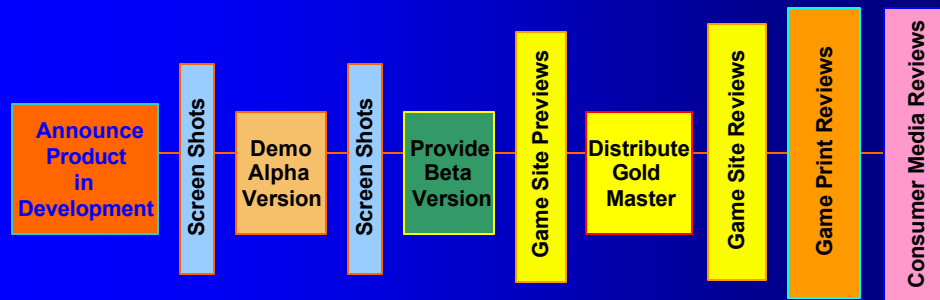 Announce
Product
in
Development
Screen Shots
Demo
Alpha
Version
Screen Shots
Provide
Beta
Version
Game Site Previews
Distribute
Gold
Master
Game Site Reviews
Game Print Reviews
Consumer Media Reviews